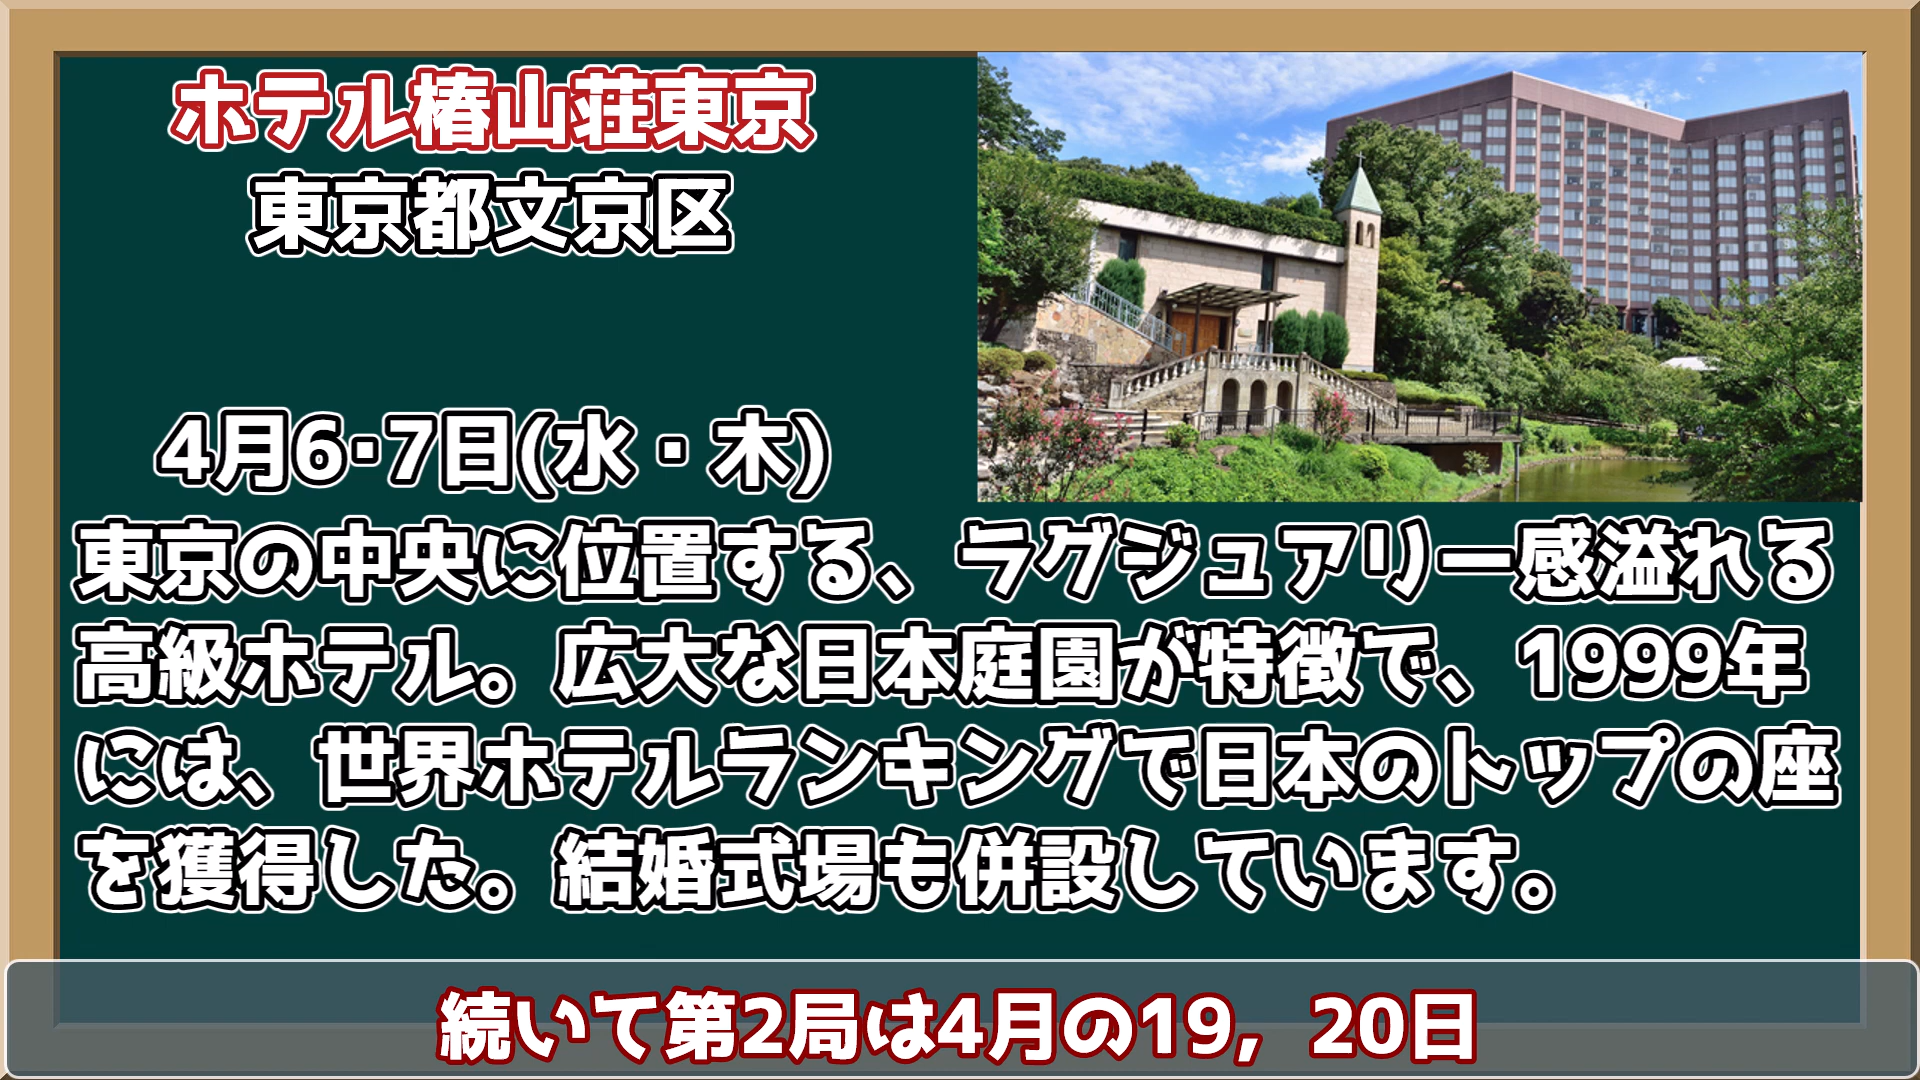 ホテル椿山荘東京
東京都文京区
4月6･7日(水・木)
東京の中央に位置する、ラグジュアリー感溢れる
高級ホテル。広大な日本庭園が特徴で、1999年
には、世界ホテルランキングで日本のトップの座
を獲得した。結婚式場も併設しています。
続いて第2局は4月の19，20日